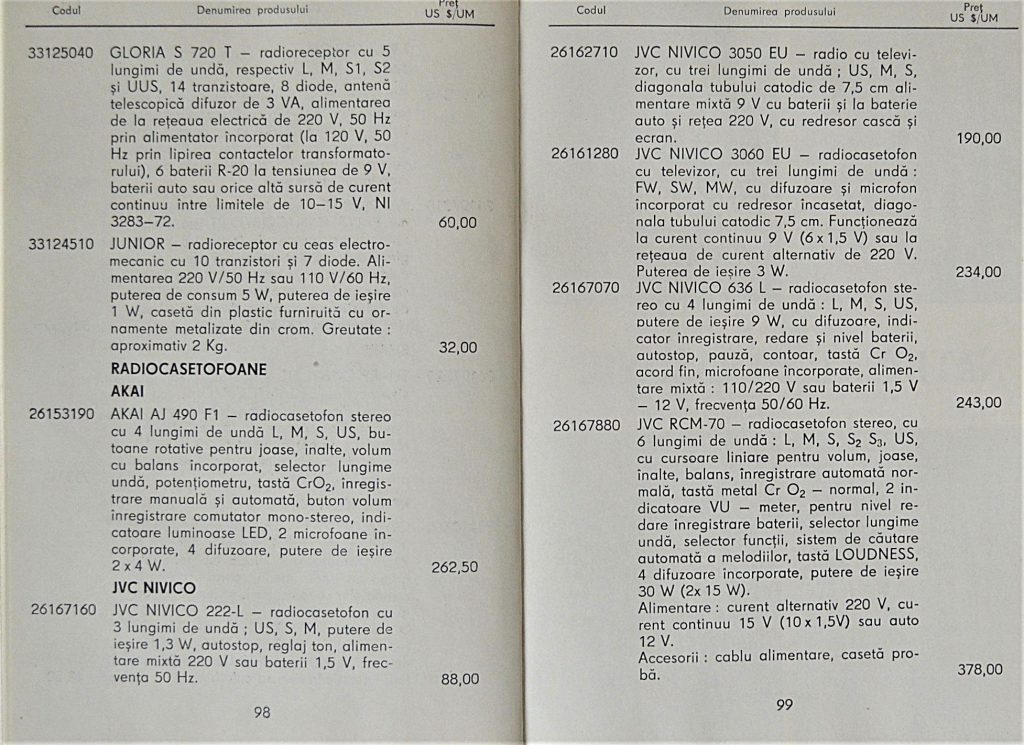 Codul Denumirea produsului Preț
US $/UM
33125040 GLORIA S 720 T – radioreceptor cu 5
lungimi de undă, respectiv L, M, S1, S2
și UUS, 14 tranzistoare, 8 diode, antenă
telescopică difuzor de 3 VA, alimentarea
de la rețeaua electrică de 220 V, 50 Hz
prin alimentator încorporat (la 120 V, 50
Hz prin lipirea contactelor transformato-
rului), 6 baterii R-20 la tensiunea de 9 V,
baterii auto sau orice altă sursă de curent
continuu între limitele de 10–15 V, NI
3283–72. 60,00
33124510 JUNIOR – radioreceptor cu ceas electro-
mecanic cu 10 tranzistori și 7 diode. Ali-
mentarea 220 V/50 Hz sau 110 V/60 Hz,
puterea de consum 5 W, puterea de ieșire
1 W, casetă din plastic furniruită cu or-
namente metalizate din crom. Greutate :
aproximativ 2 Kg. 32,00
RADIOCASETOFOANE
AKAI
26153190 AKAI AJ 490 F1 – radiocasetofon stereo
cu 4 lungimi de undă L, M, S, US, bu-
toane rotative pentru joase, inalte, volum
cu balans încorporat, selector lungime
undă, potențiometru, tastă CrO2, înregis-
trare manuală și automată, buton volum
înregistrare comutator mono-stereo, indi-
catoare luminoase LED, 2 microfoane în-
corporate, 4 difuzoare, putere de ieșire
2 x 4 W. 262,50
JVC NIVICO
26167160 JVC NIVICO 222-L – radiocasetofon cu
3 lungimi de undă ; US, S, M, putere de
ieșire 1,3 W, autostop, reglaj ton, alimen-
tare mixtă 220 V sau baterii 1,5 V, frec-
vența 50 Hz. 88,00
98
Codul Denumirea produsului Preț
US $/UM
26162710 JVC NIVICO 3050 EU – radio cu televi-
zor, cu trei lungimi de undă ; US, M, S,
diagonala tubului catodic de 7,5 cm ali-
mentare mixtă 9 V cu baterii și la baterie
auto și rețea 220 V, cu redresor cască și
ecran. 190,00
26161280 JVC NIVICO 3060 EU – radiocasetofon
cu televizor, cu trei lungimi de undă :
FW, SW, MW, cu difuzoare și microfon
încorporat cu redresor încasetat, diago-
nala tubului catodic 7,5 cm. Funcționează
la curent continuu 9 V (6 x 1,5 V) sau la
rețeaua de curent alternativ de 220 V.
Puterea de ieșire 3 W. 234,00
26167070 JVC NIVICO 636 L – radiocasetofon ste-
reo cu 4 lungimi de undă : L, M, S, US,
putere de ieșire 9 W, cu difuzoare, indi-
cator înregistrare, redare și nivel baterii,
autostop, pauză, contoar, tastă Cr O2,
acord fin, microfoane încorporate, alimen-
tare mixtă : 110/220 V sau baterii 1,5 V
– 12 V, frecvența 50/60 Hz. 243,00
26167880 JVC RCM-70 – radiocasetofon stereo, cu
6 lungimi de undă : L, M, S, S2 S3, US,
cu cursoare liniare pentru volum, joase,
înalte, balans, înregistrare automată nor-
mală, tastă metal Cr O2 – normal, 2 in-
dicatoare VU – meter, pentru nivel re-
dare înregistrare baterii, selector lungime
undă, selector funcții, sistem de căutare
automată a melodiilor, tastă LOUDNESS,
4 difuzoare incorporate, putere de ieșire
30 W (2x 15 W).
Alimentare : curent alternativ 220 V, cu-
rent continuu 15 V (10 x 1,5V) sau auto
12 V.
Accesorii : cablu alimentare, casetă pro-
bă. 378,00
99